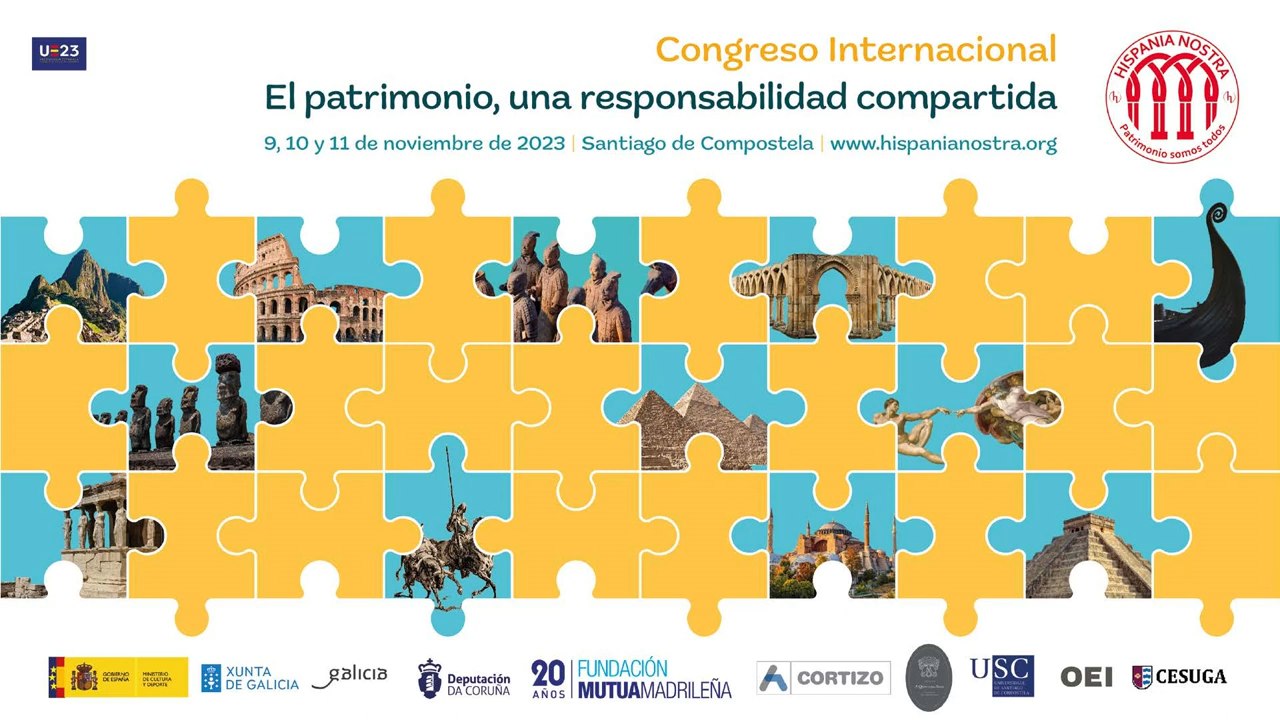 U 23
Congreso Internacional
El patrimonio, una responsabilidad compartida
9, 10 y 11 de noviembre de 2023 | Santiago de Compostela | www.hispanianostra.org
HISPANIA NOSTRA
Patrimonio somos todos
GOBIERNO
DE ESPAÑA
MINISTERIO
DE CULTURA
Y DEPORTE
XUNTA
DE GALICIA
galicia
Deputación
DA CORUÑA
20
AÑOS
FUNDACIÓN
MUTUAMADRILEÑA
CORTIZO
USC
OEI
CESUGA